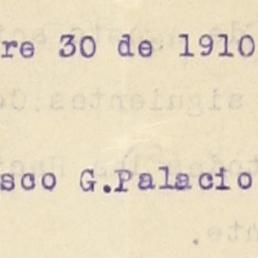 re 30 de 1910
sco G.Palacio